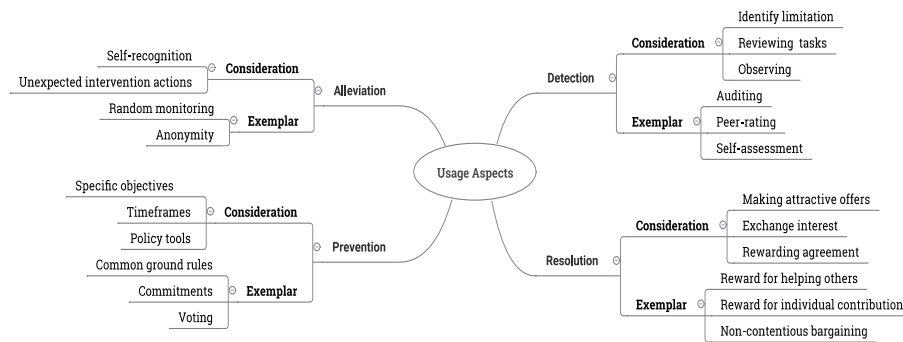 Usage Aspects
Alleviation
Consideration
Self-recognition
Unexpected intervention actions
Exemplar
Random monitoring
Anonymity
Prevention
Consideration
Specific objectives
Timeframes
Policy tools
Exemplar
Common ground rules
Commitments
Voting
Detection
Consideration
Identify limitation
Reviewing tasks
Observing
Exemplar
Auditing
Peer-rating
Self-assessment
Resolution
Consideration
Making attractive offers
Exchange interest
Rewarding agreement
Exemplar
Reward for helping others
Reward for individual contribution
Non-contentious bargaining